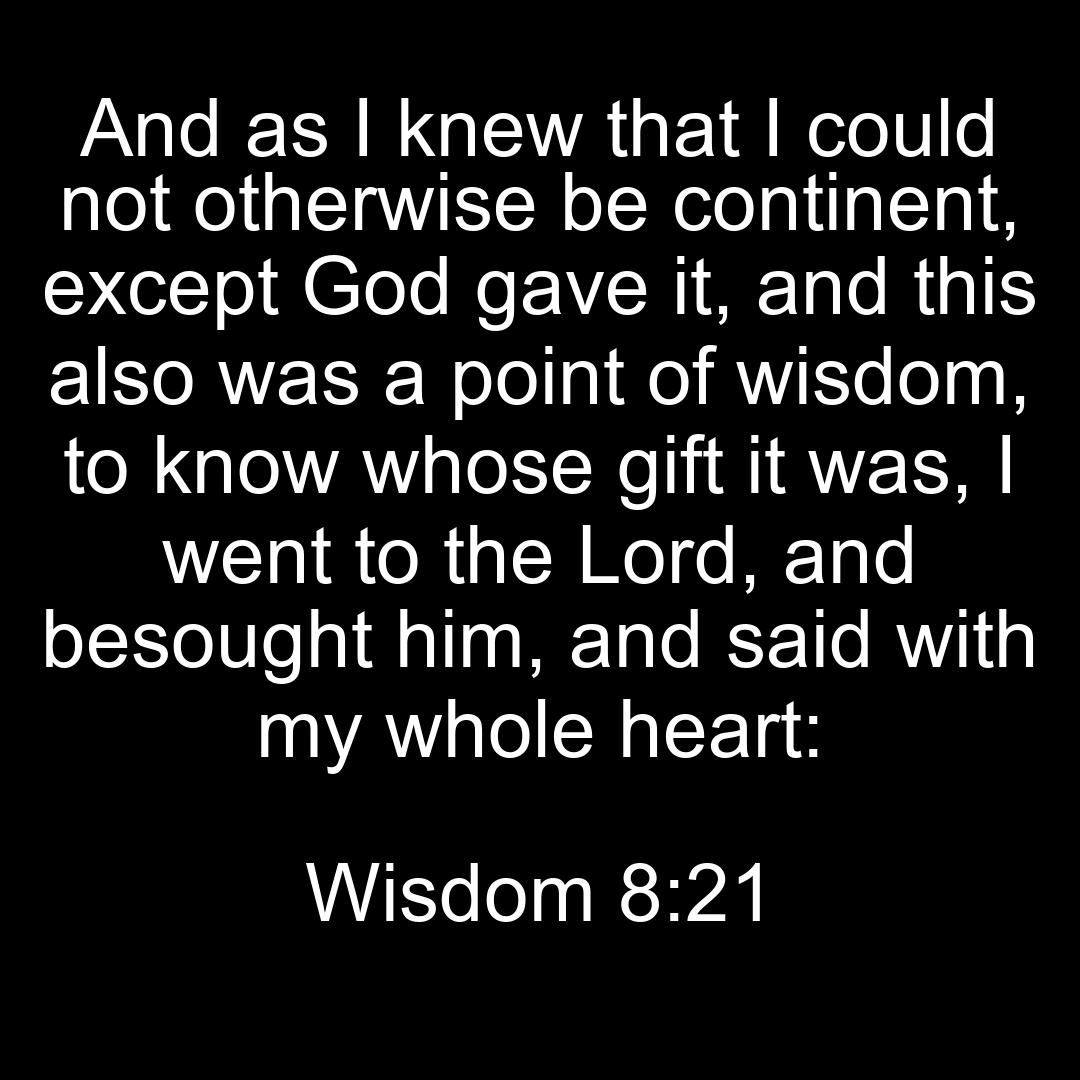 And as I knew that I could
not otherwise be continent,
except God gave it, and this
also was a point of wisdom,
to know whose gift it was, I
went to the Lord, and
besought him, and said with
my whole heart:
Wisdom 8:21